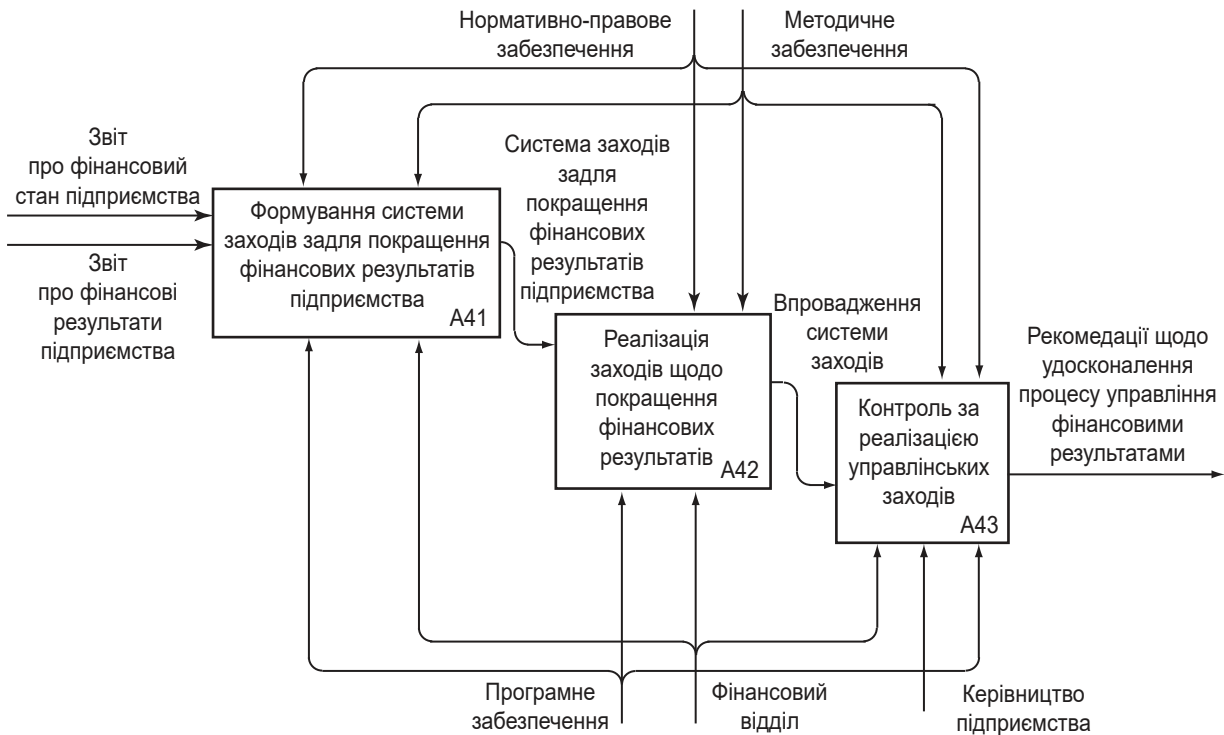 Нормативно-правове
забезпечення
Методичне
забезпечення
Звіт
про фінансовий
стан підприємства
Звіт
про фінансові
результати
підприємства
Формування системи
заходів задля покращення
фінансових результатів
підприємства
А41
Система заходів
задля
покращення
фінансових
результатів
підприємства
Реалізація
заходів щодо
покращення
фінансових
результатів
А42
Впровадження
системи
заходів
Контроль за
реалізацією
управлінських
заходів
А43
Рекомедації щодо
удосконалення
процесу управління
фінансовими
результатами
Програмне
забезпечення
Фінансовий
відділ
Керівництво
підприємства